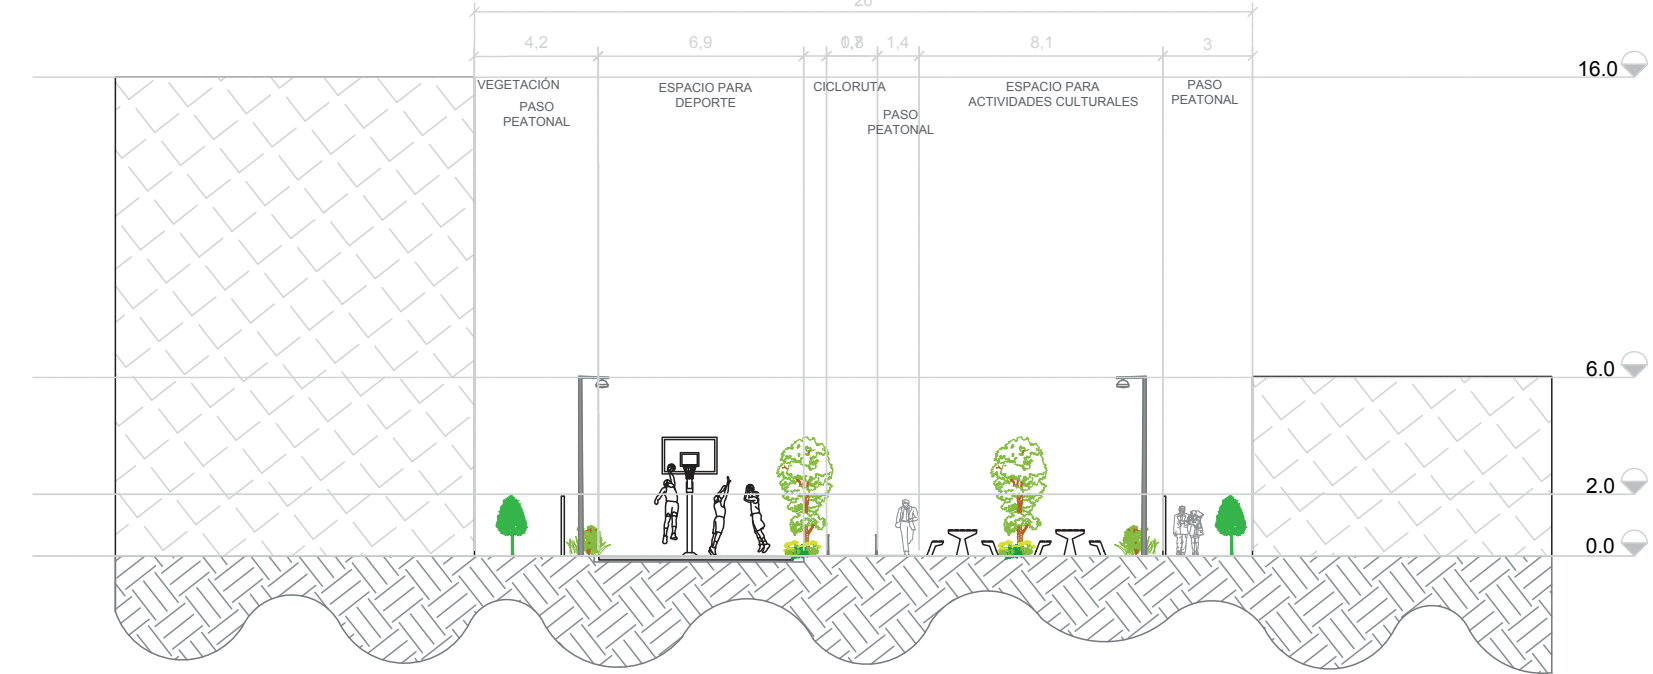 26
4,2
6,9
1,4
8,1
3
16.0
VEGETACIÓN
PASO
PEATONAL
ESPACIO PARA
DEPORTE
CICLORUTA
PASO
PEATONAL
ESPACIO PARA
ACTIVIDADES CULTURALES
PASO
PEATONAL
6.0
2.0
0.0